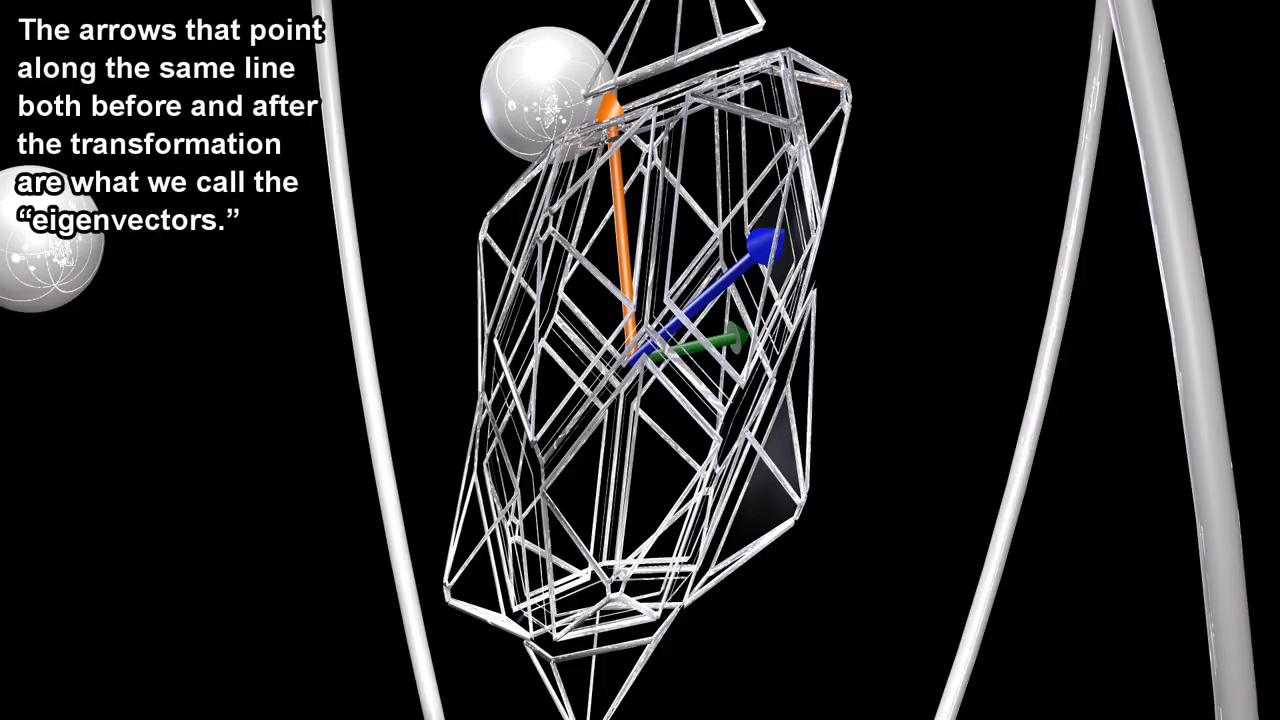 The arrows that point
along the same line
both before and after
the transformation
are what we call the
“eigenvectors.”